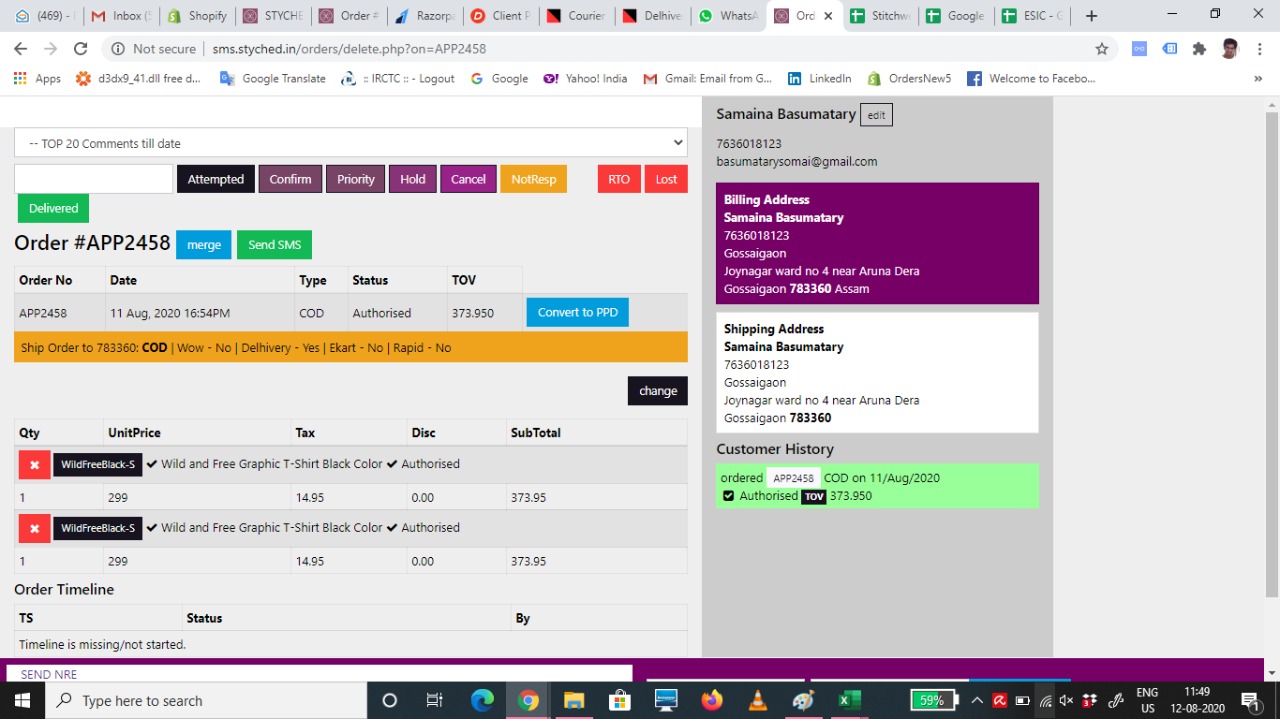 (469) -
Inbox (5
Shopify
STYCHE
Order #
Razorpa
Client P
Courier
Delhive
WhatsA
Ord
Stitchw
Google
ESIC - G
Not secure | sms.styched.in/orders/delete.php?on=APP2458
Apps d3dx9_41.dll free d... Google Translate :: IRCTC :: - Logout Google Yahoo! India Gmail: Email from G... LinkedIn OrdersNew5 Welcome to Facebo... »
-- TOP 20 Comments till date
Attempted Confirm Priority Hold Cancel NotResp RTO Lost
Delivered
Order #APP2458 merge Send SMS
Order No Date Type Status TOV
APP2458 11 Aug, 2020 16:54PM COD Authorised 373.950 Convert to PPD
Ship Order to 783360: COD | Wow - No | Delhivery - Yes | Ekart - No | Rapid - No
change
Qty UnitPrice Tax Disc SubTotal
WildFreeBlack-S Wild and Free Graphic T-Shirt Black Color Authorised
1 299 14.95 0.00 373.95
WildFreeBlack-S Wild and Free Graphic T-Shirt Black Color Authorised
1 299 14.95 0.00 373.95
Order Timeline
TS Status By
Timeline is missing/not started.
SEND NRE
Samaina Basumatary edit
7636018123
basumatarysomai@gmail.com
Billing Address
Samaina Basumatary
7636018123
Gossaigaon
Joynagar ward no 4 near Aruna Dera
Gossaigaon 783360 Assam
Shipping Address
Samaina Basumatary
7636018123
Gossaigaon
Joynagar ward no 4 near Aruna Dera
Gossaigaon 783360
Customer History
ordered APP2458 COD on 11/Aug/2020
Authorised TOV 373.950
Type here to search
59%
ENG
US
11:49
12-08-2020